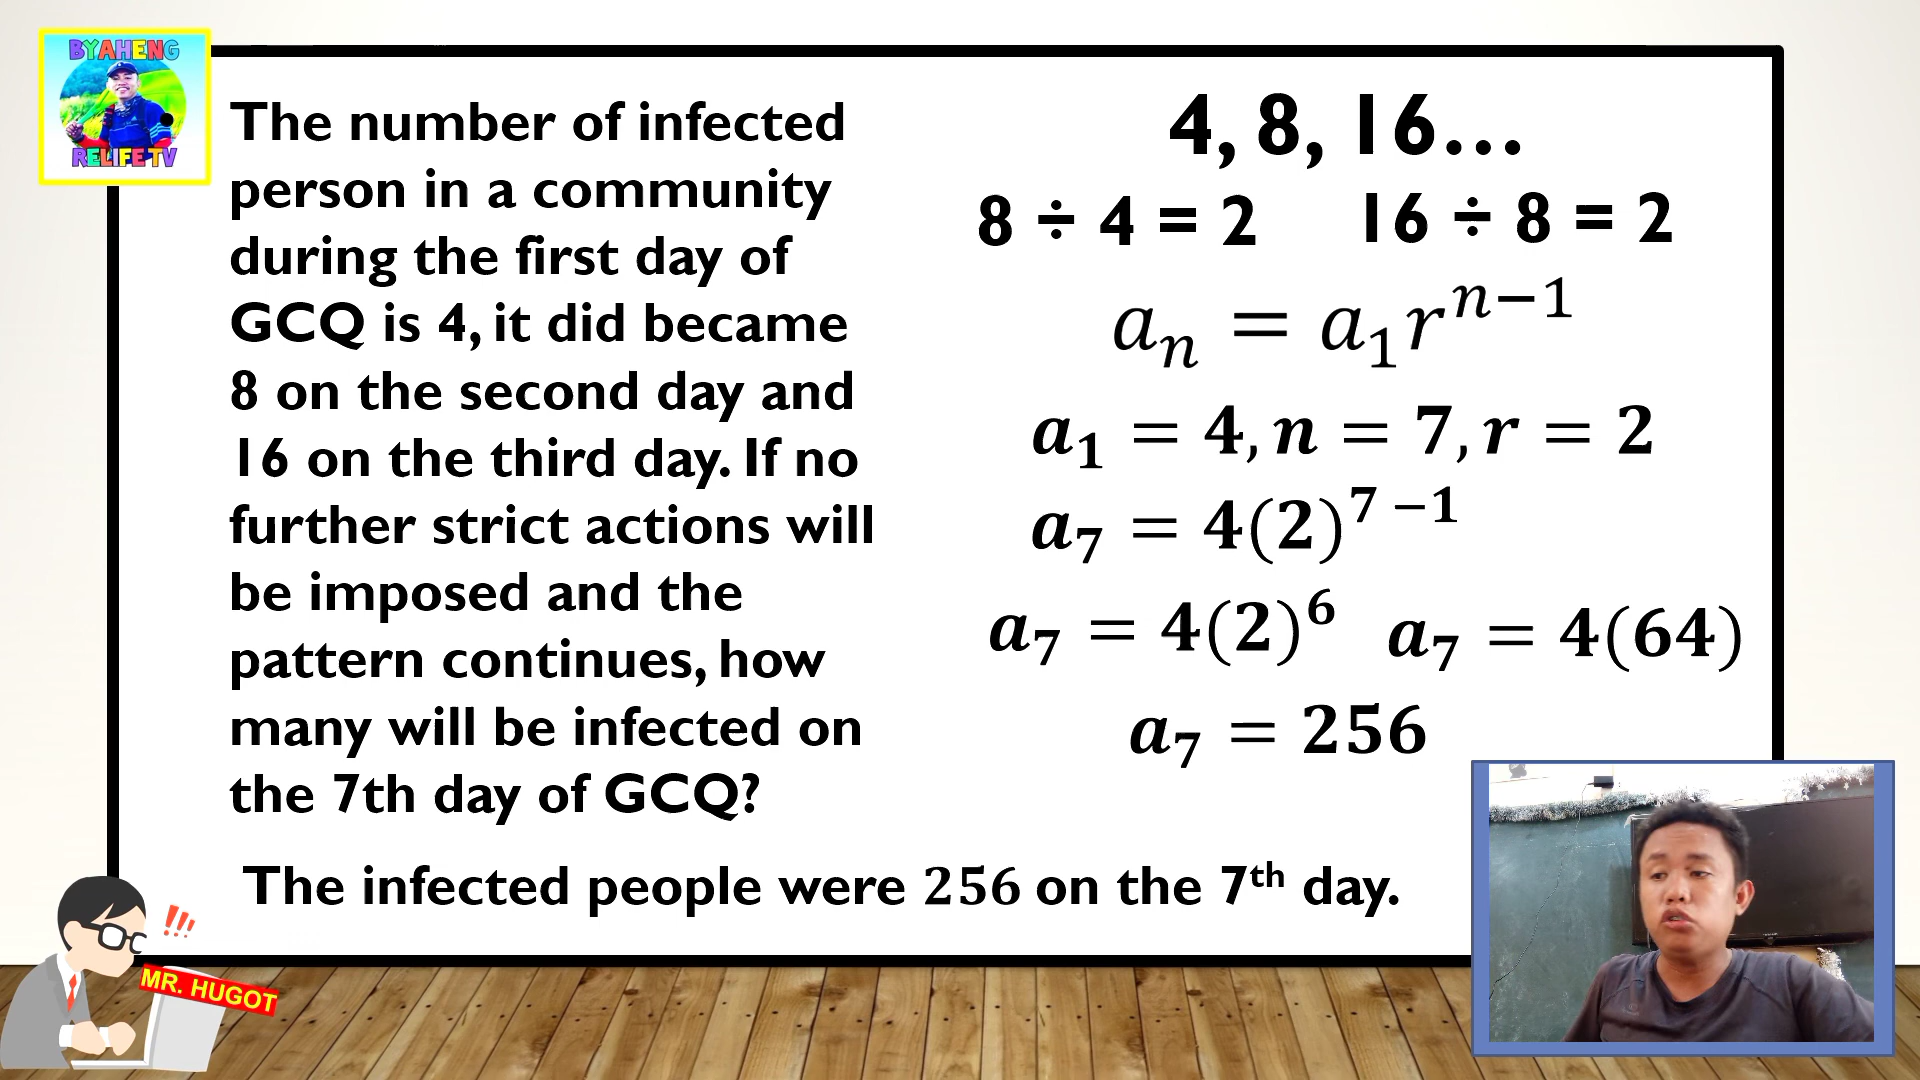 BYAHENG
RELIFE TV
• The number of infected
person in a community
during the first day of
GCQ is 4, it did became
8 on the second day and
16 on the third day. If no
further strict actions will
be imposed and the
pattern continues, how
many will be infected on
the 7th day of GCQ?
4, 8, 16...
8 ÷ 4 = 2 16 ÷ 8 = 2
aₙ = a₁rⁿ⁻¹
a₁ = 4, n = 7, r = 2
a₇ = 4(2)⁷ ⁻¹
a₇ = 4(2)⁶ a₇ = 4(64)
a₇ = 256
The infected people were 256 on the 7ᵗʰ day.
!!!
MR. HUGOT